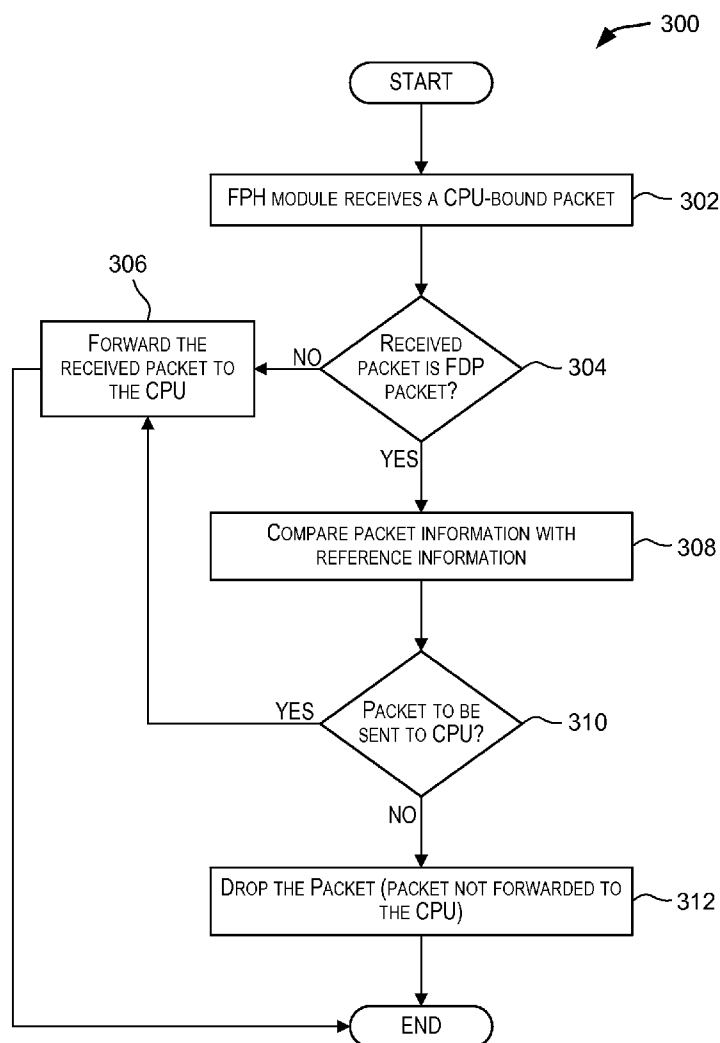 300
START
FPH MODULE RECEIVES A CPU-BOUND PACKET
302
306
FORWARD THE
RECEIVED PACKET TO
THE CPU
NO
RECEIVED
PACKET IS FDP
PACKET?
304
YES
COMPARE PACKET INFORMATION WITH
REFERENCE INFORMATION
308
YES
PACKET TO BE
SENT TO CPU?
310
NO
DROP THE PACKET (PACKET NOT FORWARDED TO
THE CPU)
312
END